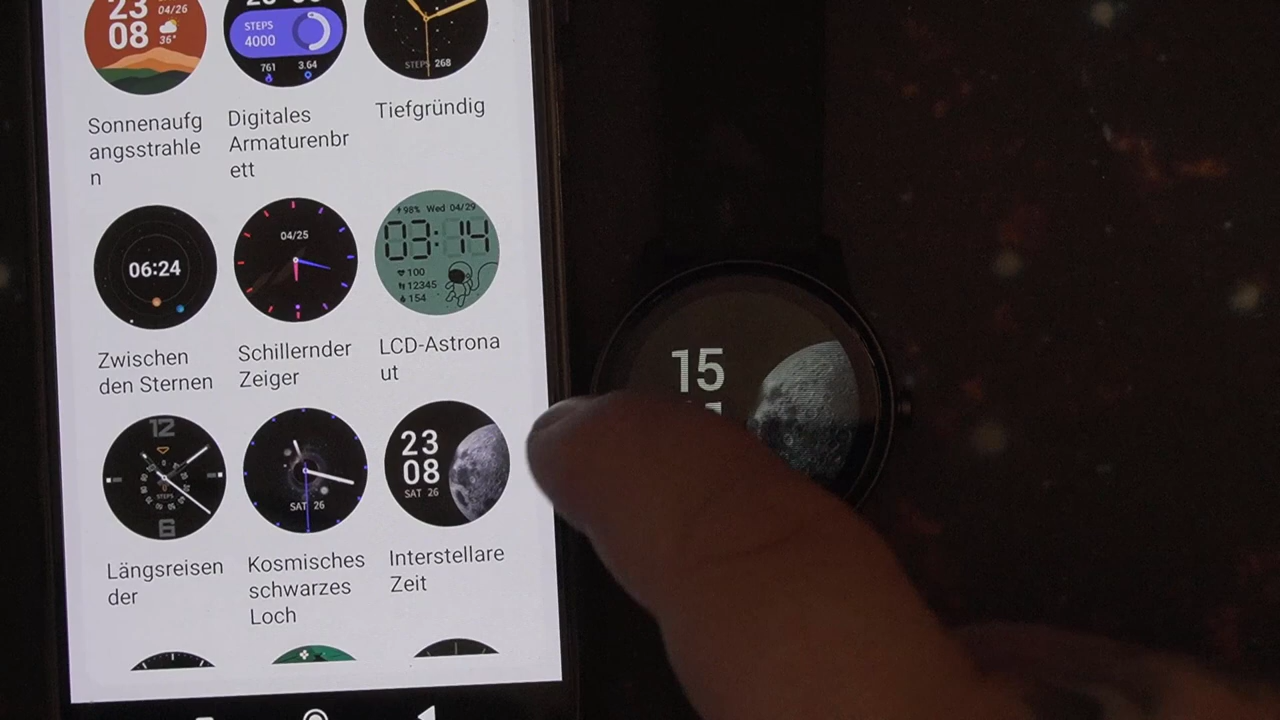 23
04/26
08
36°
STEPS
4000
761
3.64
STEPS 268
Sonnenaufg
angsstrahle
n
Digitales
Armaturenbr
ett
Tiefgründig
06:24
04/25
98% Wed 04/29
03:14
100
12345
154
Zwischen
den Sternen
Schillernder
Zeiger
LCD-Astrona
ut
12
STEPS
6
SAT 26
23
08
SAT 26
Längsreisen
der
Kosmisches
schwarzes
Loch
Interstellare
Zeit
15